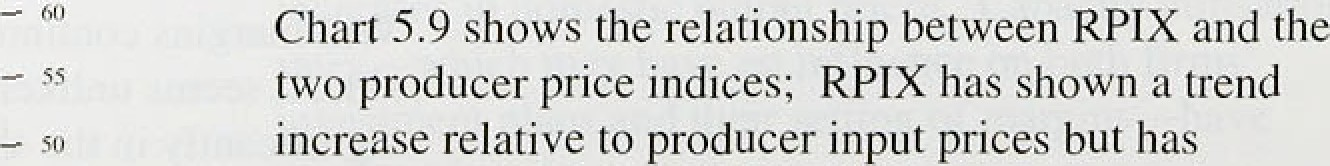 60
Chart 5.9 shows the relationship between RPIX and the
55
two producer price indices; RPIX has shown a trend
50
increase relative to producer input prices but has